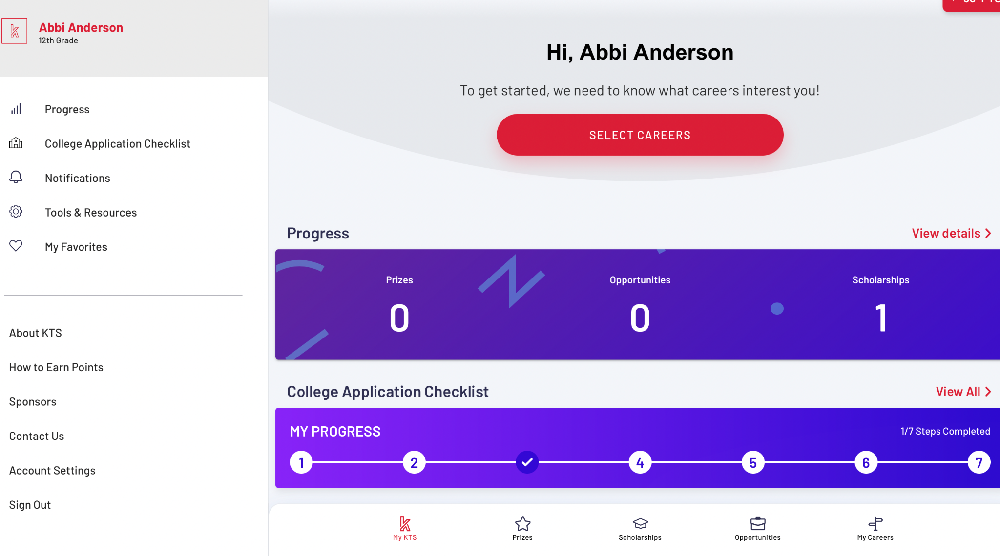 Abbi Anderson
12th Grade
Progress
College Application Checklist
Notifications
Tools & Resources
My Favorites
About KTS
How to Earn Points
Sponsors
Contact Us
Account Settings
Sign Out
Hi, Abbi Anderson
To get started, we need to know what careers interest you!
SELECT CAREERS
Progress
View details
Prizes
Opportunities
Scholarships
0
0
1
College Application Checklist
View All
MY PROGRESS
1/7 Steps Completed
1 2 4 5 6 7
My KTS
Prizes
Scholarships
Opportunities
My Careers